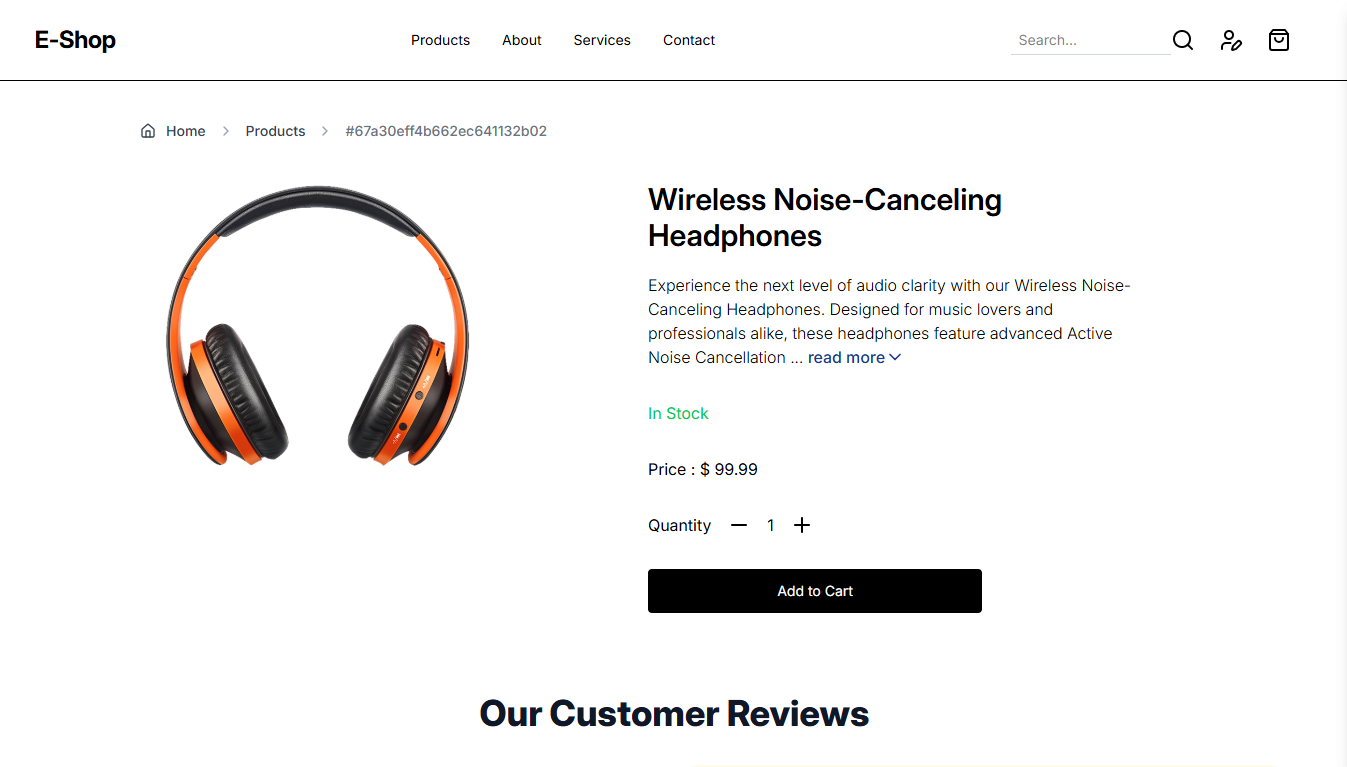 E-Shop
Products About Services Contact
Search...
Home Products #67a30eff4b662ec641132b02
Wireless Noise-Canceling
Headphones
Experience the next level of audio clarity with our Wireless Noise-
Canceling Headphones. Designed for music lovers and
professionals alike, these headphones feature advanced Active
Noise Cancellation ... read more
In Stock
Price : $ 99.99
Quantity 1
Add to Cart
Our Customer Reviews